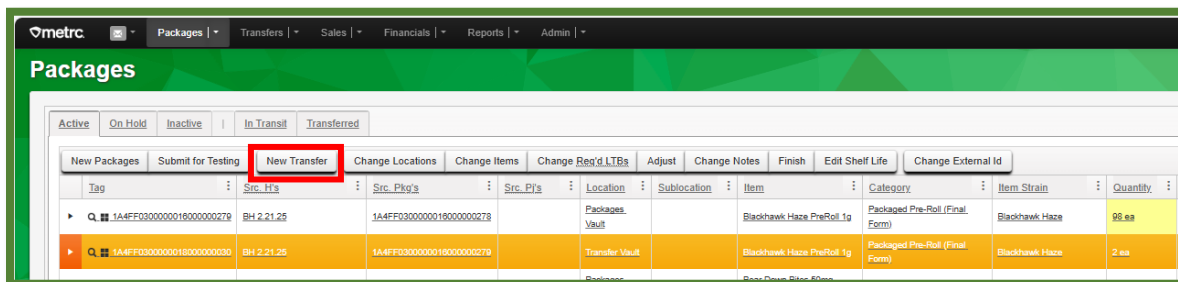 metrc Packages | Transfers | Sales | Financials | Reports | Admin |
Packages
Active On Hold Inactive | In Transit Transferred
New Packages Submit for Testing New Transfer Change Locations Change Items Change Req'd LTBs Adjust Change Notes Finish Edit Shelf Life Change External Id
Tag Src. H's Src. Pkg's Src. Pj's Location Sublocation Item Category Item Strain Quantity
1A4FF0300000016000000279 BH 2.21.25 1A4FF0300000016000000278 Packages Vault Blackhawk Haze PreRoll 1g Packaged Pre-Roll (Final Form) Blackhawk Haze 98 ea
1A4FF0300000018000000030 BH 2.21.25 1A4FF0300000016000000279 Transfer Vault Blackhawk Haze PreRoll 1g Packaged Pre-Roll (Final Form) Blackhawk Haze 2 ea